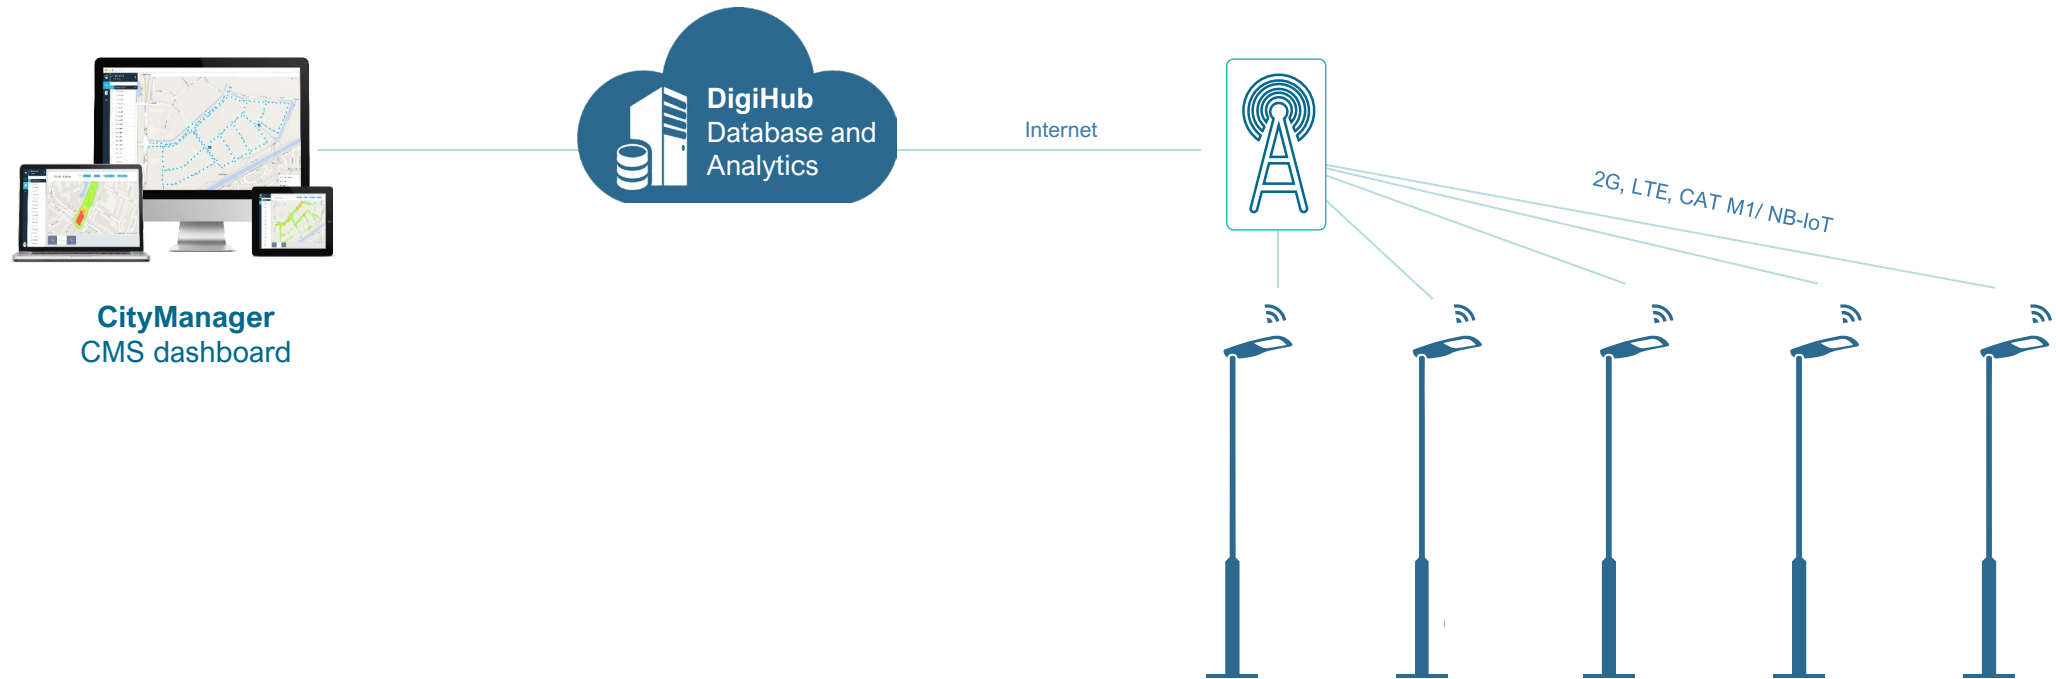 DigiHub
Database and
Analytics
Internet
2G, LTE, CAT M1/ NB-IoT
CityManager
CMS dashboard